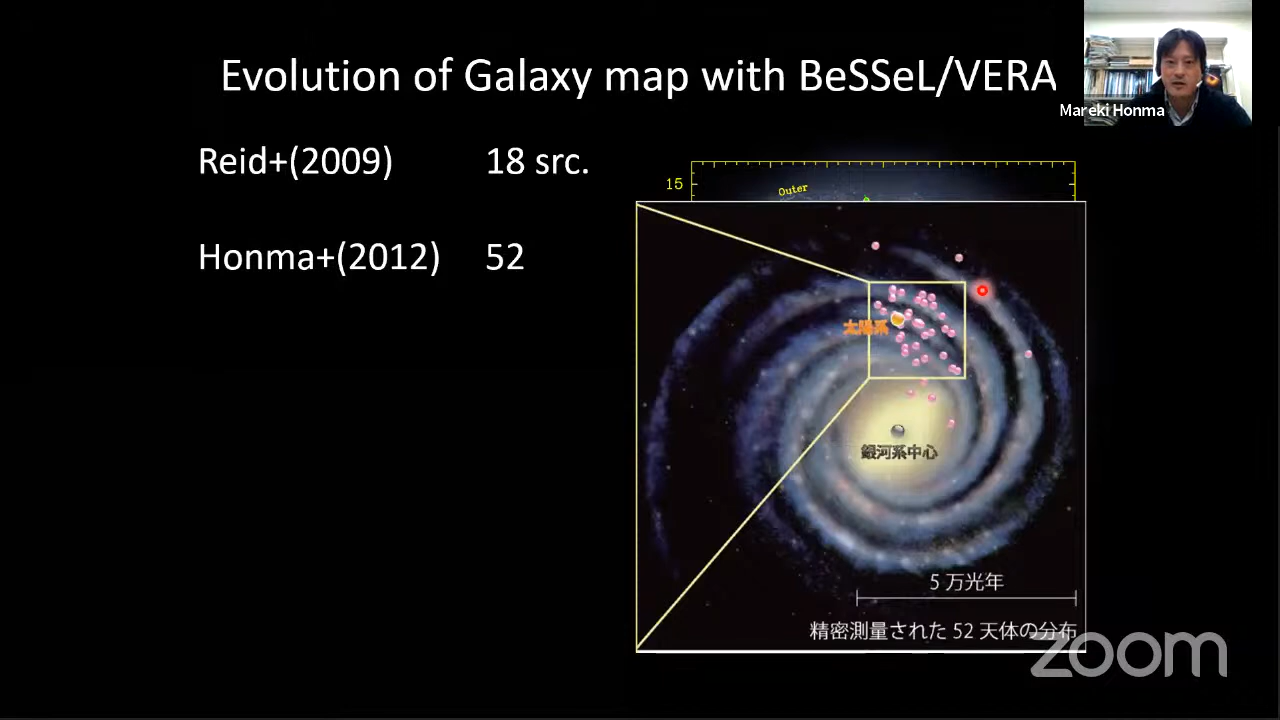 Evolution of Galaxy map with BeSSeL/VERA
Mareki Honma
Reid+(2009) 18 src.
15
Outer
Honma+(2012) 52
太陽系
銀河系中心
5万光年
精密測量された 52 天体の分布
zoom